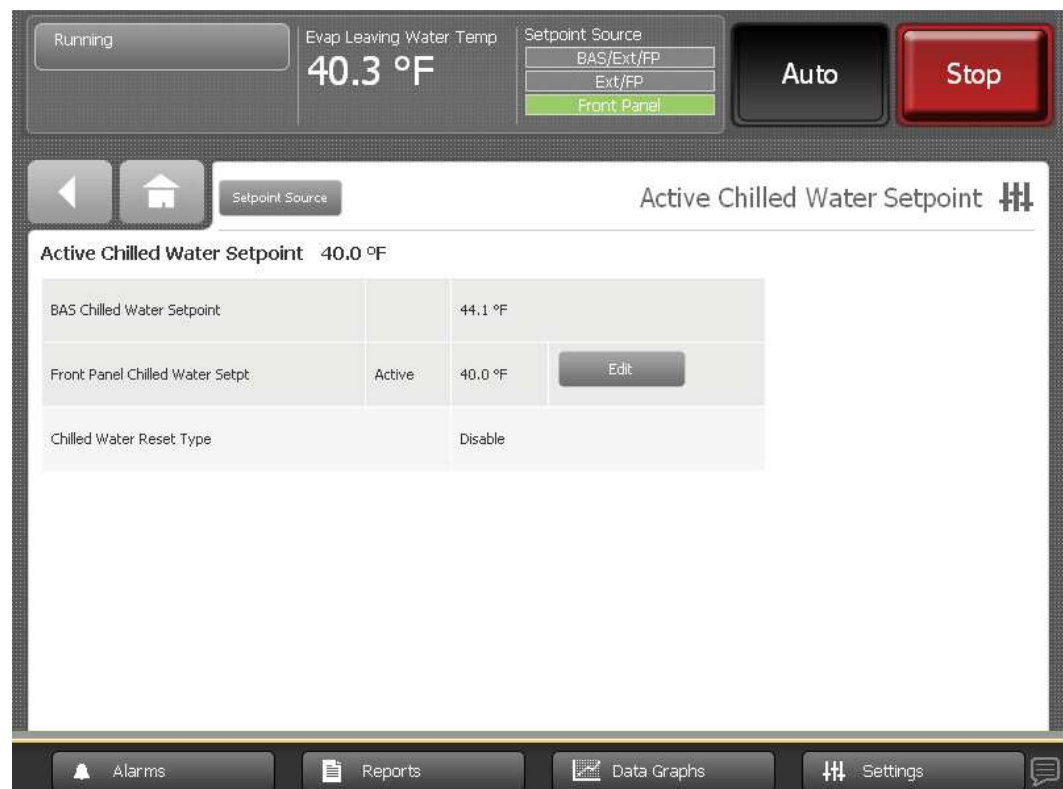 Running
Evap Leaving Water Temp
40.3 °F
Setpoint Source
BAS/Ext/FP
Ext/FP
Front Panel
Auto
Stop
Setpoint Source
Active Chilled Water Setpoint
Active Chilled Water Setpoint 40.0 °F
BAS Chilled Water Setpoint 44.1 °F
Front Panel Chilled Water Setpt Active 40.0 °F Edit
Chilled Water Reset Type Disable
Alarms
Reports
Data Graphs
Settings